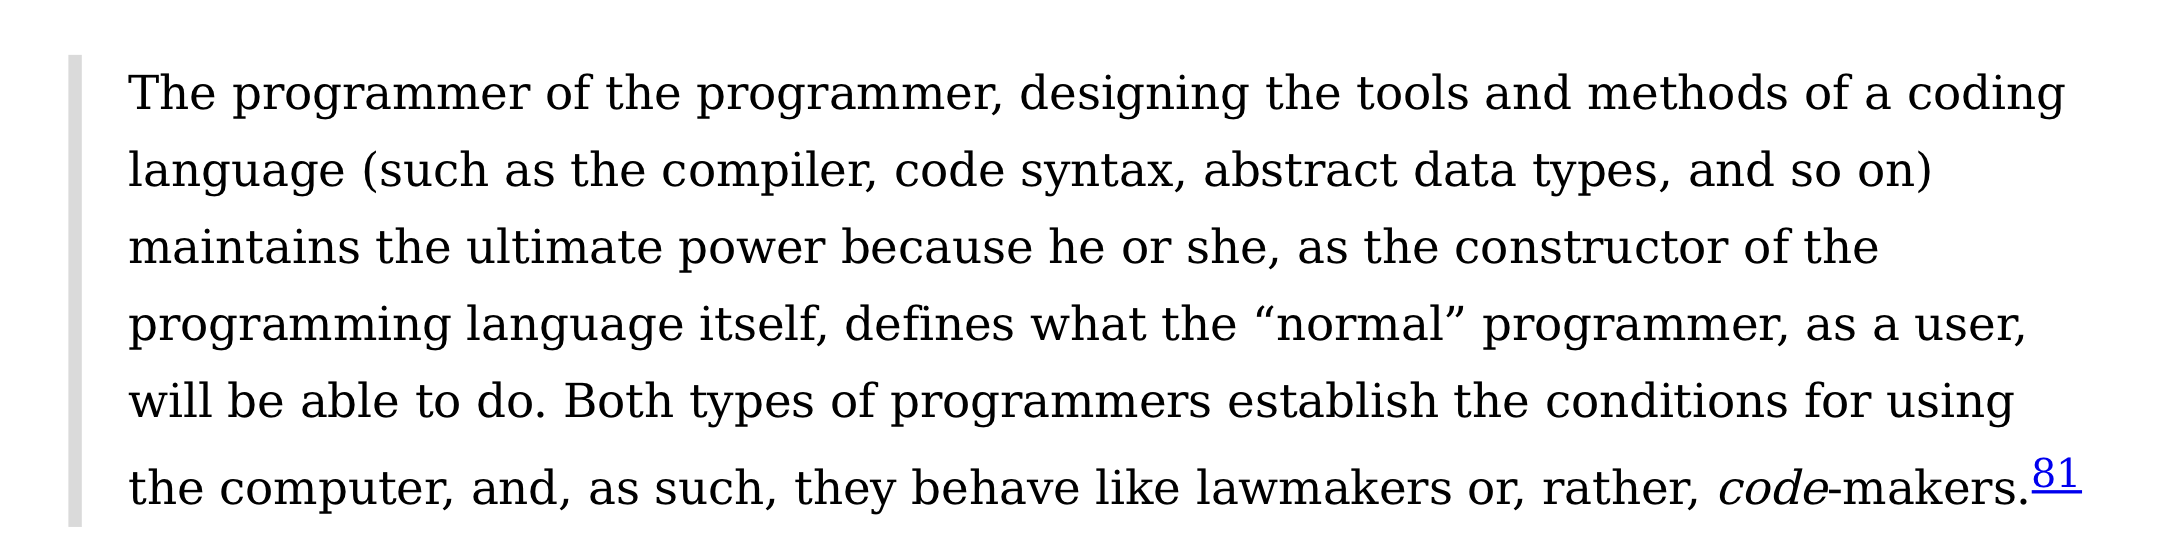 The programmer of the programmer, designing the tools and methods of a coding
language (such as the compiler, code syntax, abstract data types, and so on)
maintains the ultimate power because he or she, as the constructor of the
programming language itself, defines what the “normal” programmer, as a user,
will be able to do. Both types of programmers establish the conditions for using
the computer, and, as such, they behave like lawmakers or, rather, code-makers.81